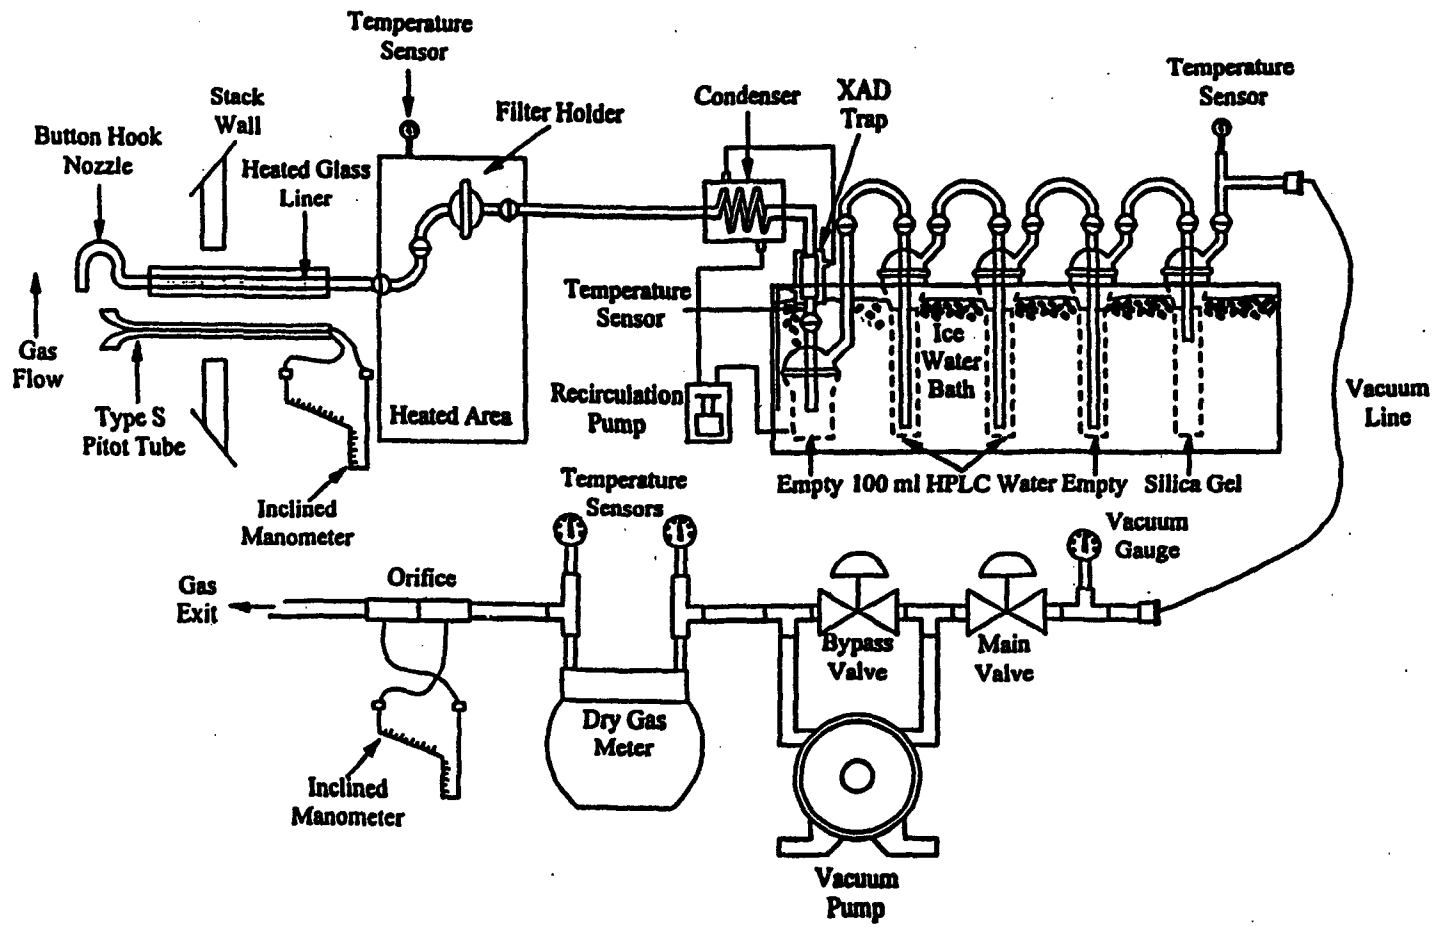 Temperature
Sensor
Stack
Wall
Button Hook
Nozzle
Heated Glass
Liner
Filter Holder
Condenser
XAD
Trap
Temperature
Sensor
Gas
Flow
Type S
Pitot Tube
Inclined
Manometer
Heated Area
Temperature
Sensor
Recirculation
Pump
Ice
Water
Bath
Vacuum
Line
Empty 100 ml HPLC Water Empty Silica Gel
Temperature
Sensors
Vacuum
Gauge
Gas
Exit
Orifice
Bypass
Valve
Main
Valve
Dry Gas
Meter
Inclined
Manometer
Vacuum
Pump